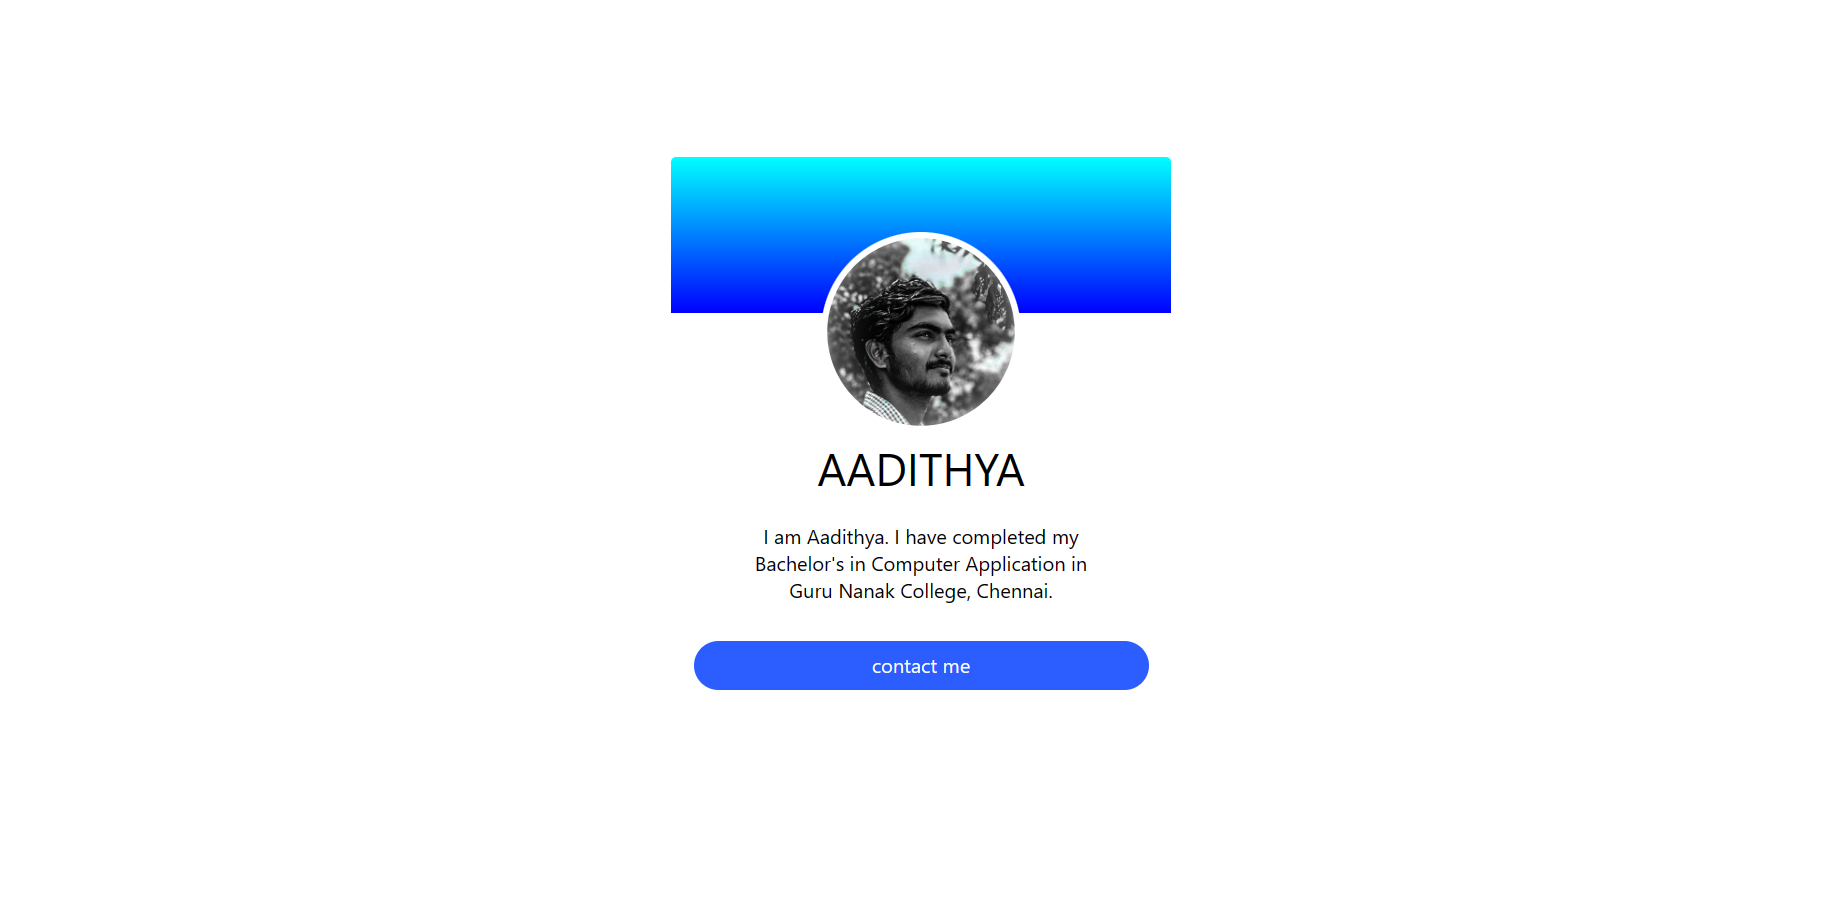 AADITHYA
I am Aadithya. I have completed my
Bachelor's in Computer Application in
Guru Nanak College, Chennai.
contact me